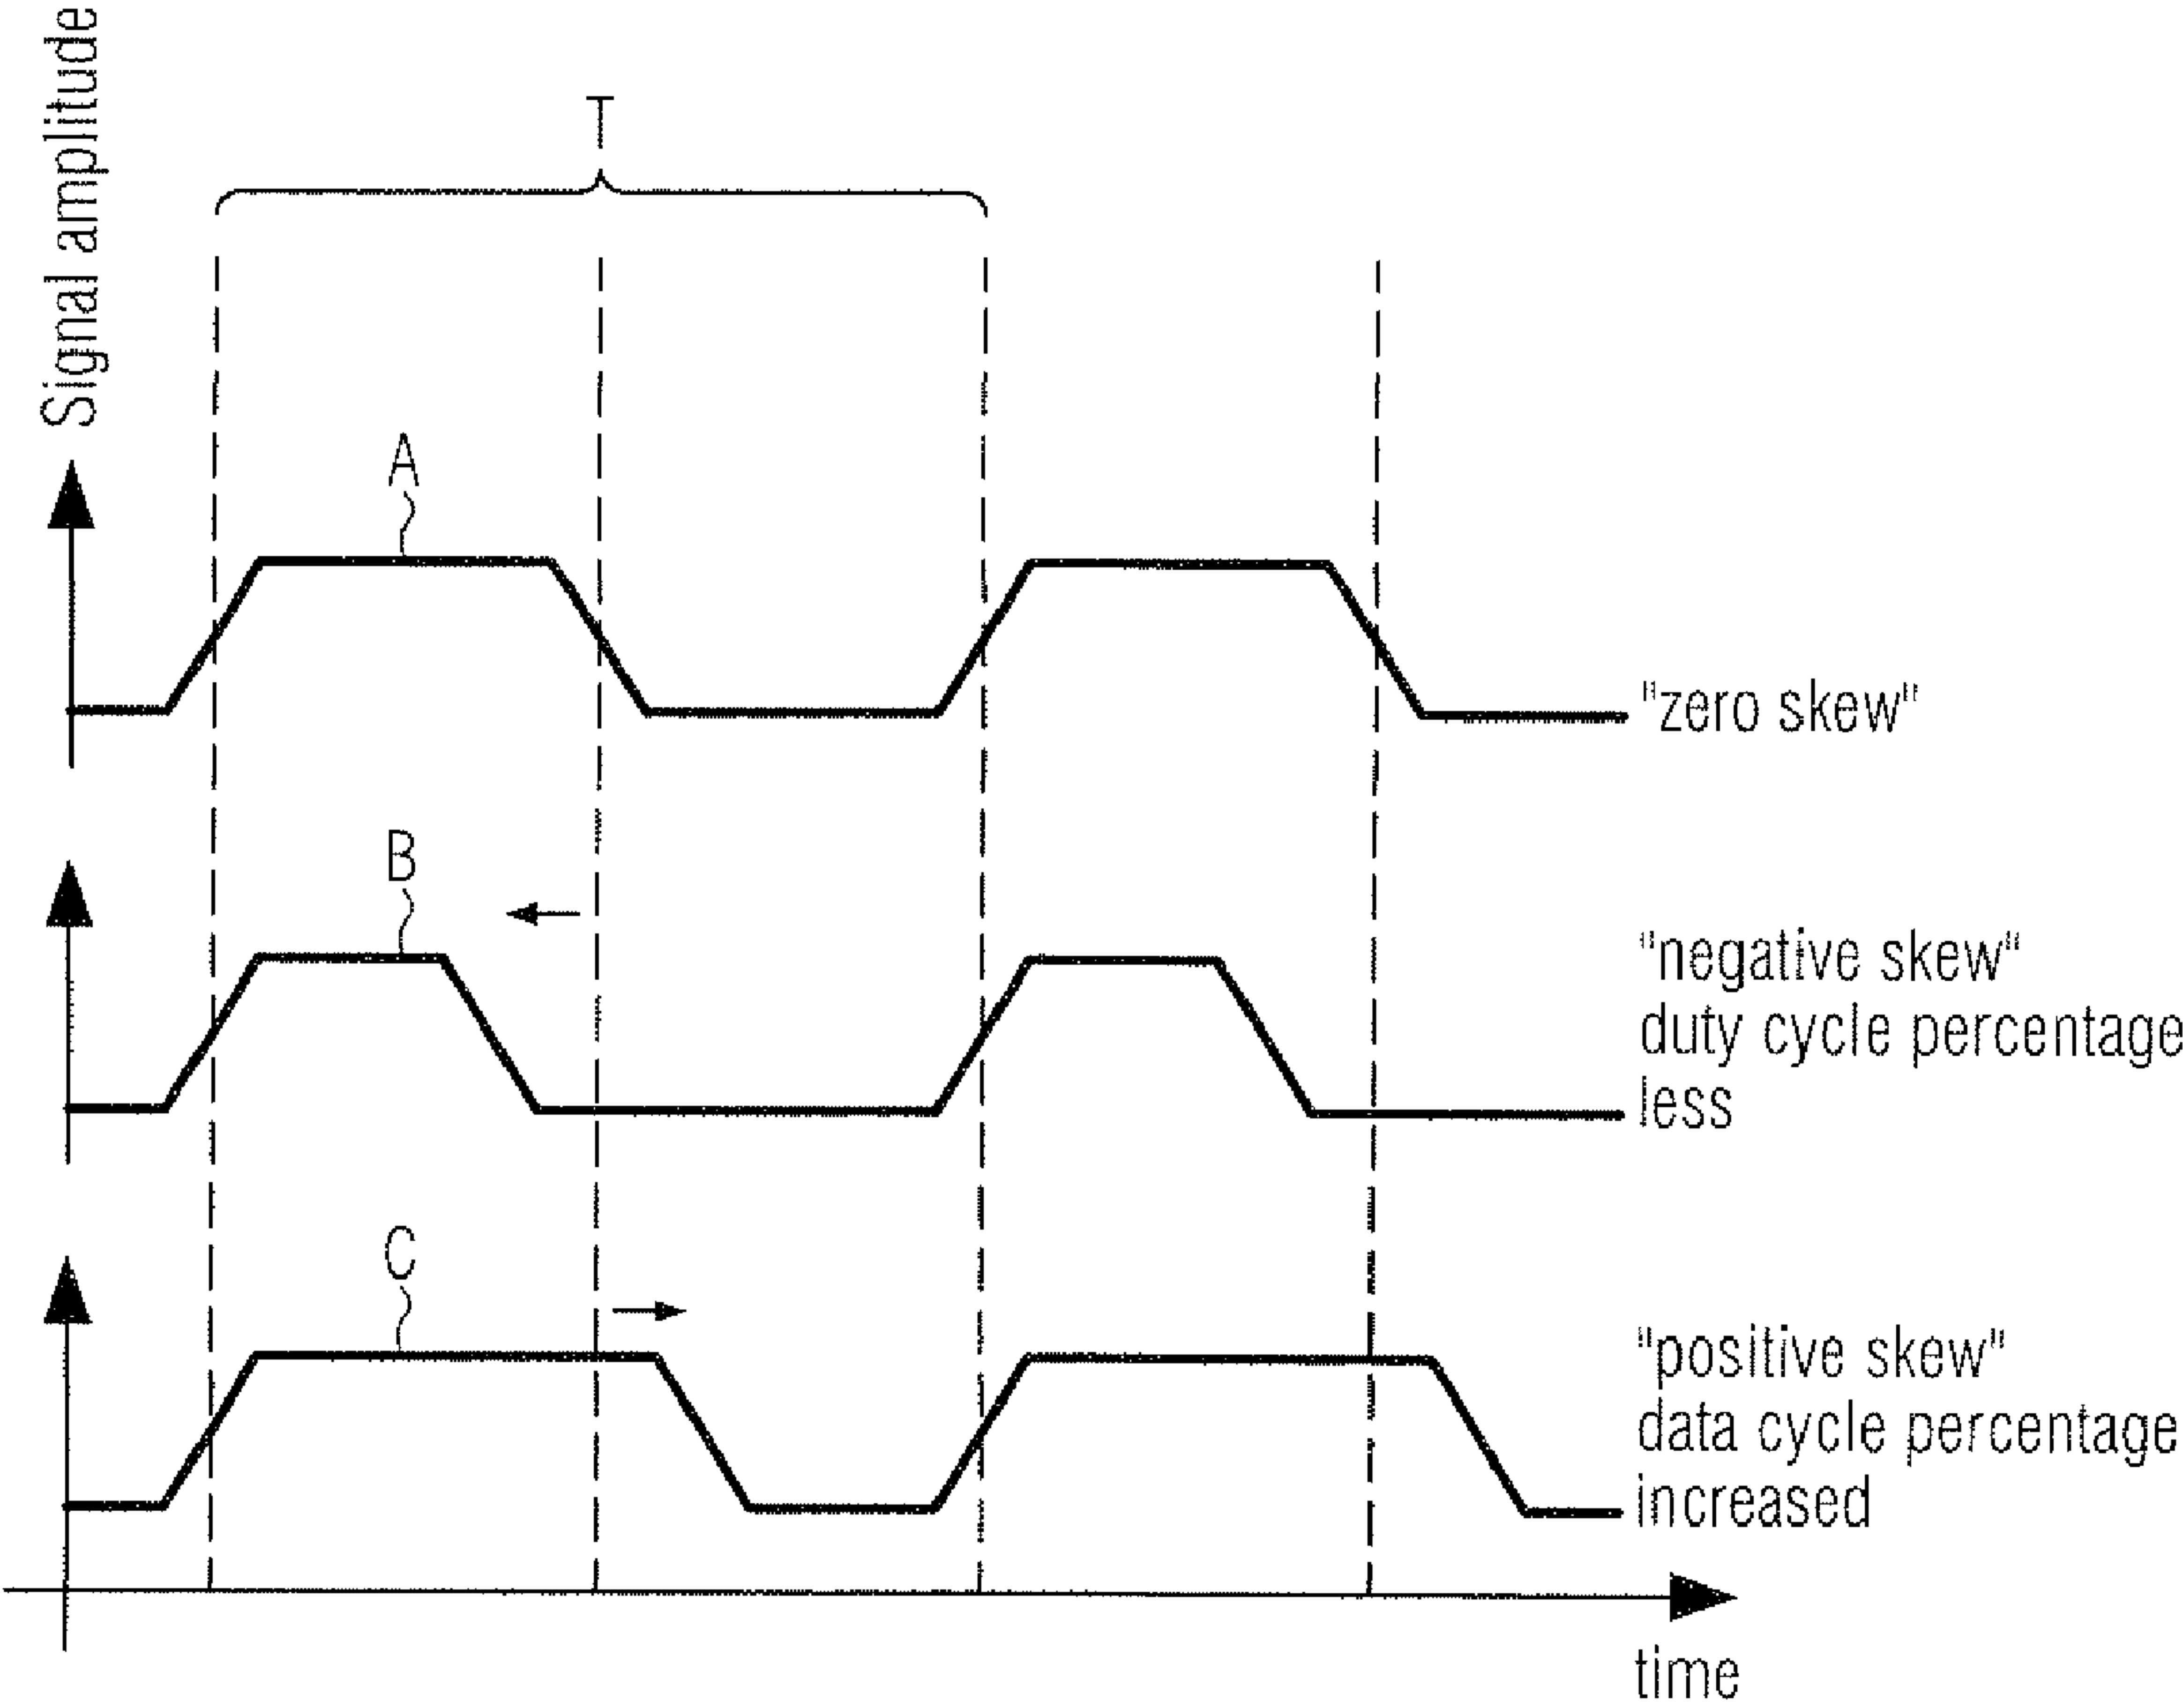 Signal amplitude
T
A
"zero skew"
B
"negative skew"
duty cycle percentage
less
C
"positive skew"
data cycle percentage
increased
time